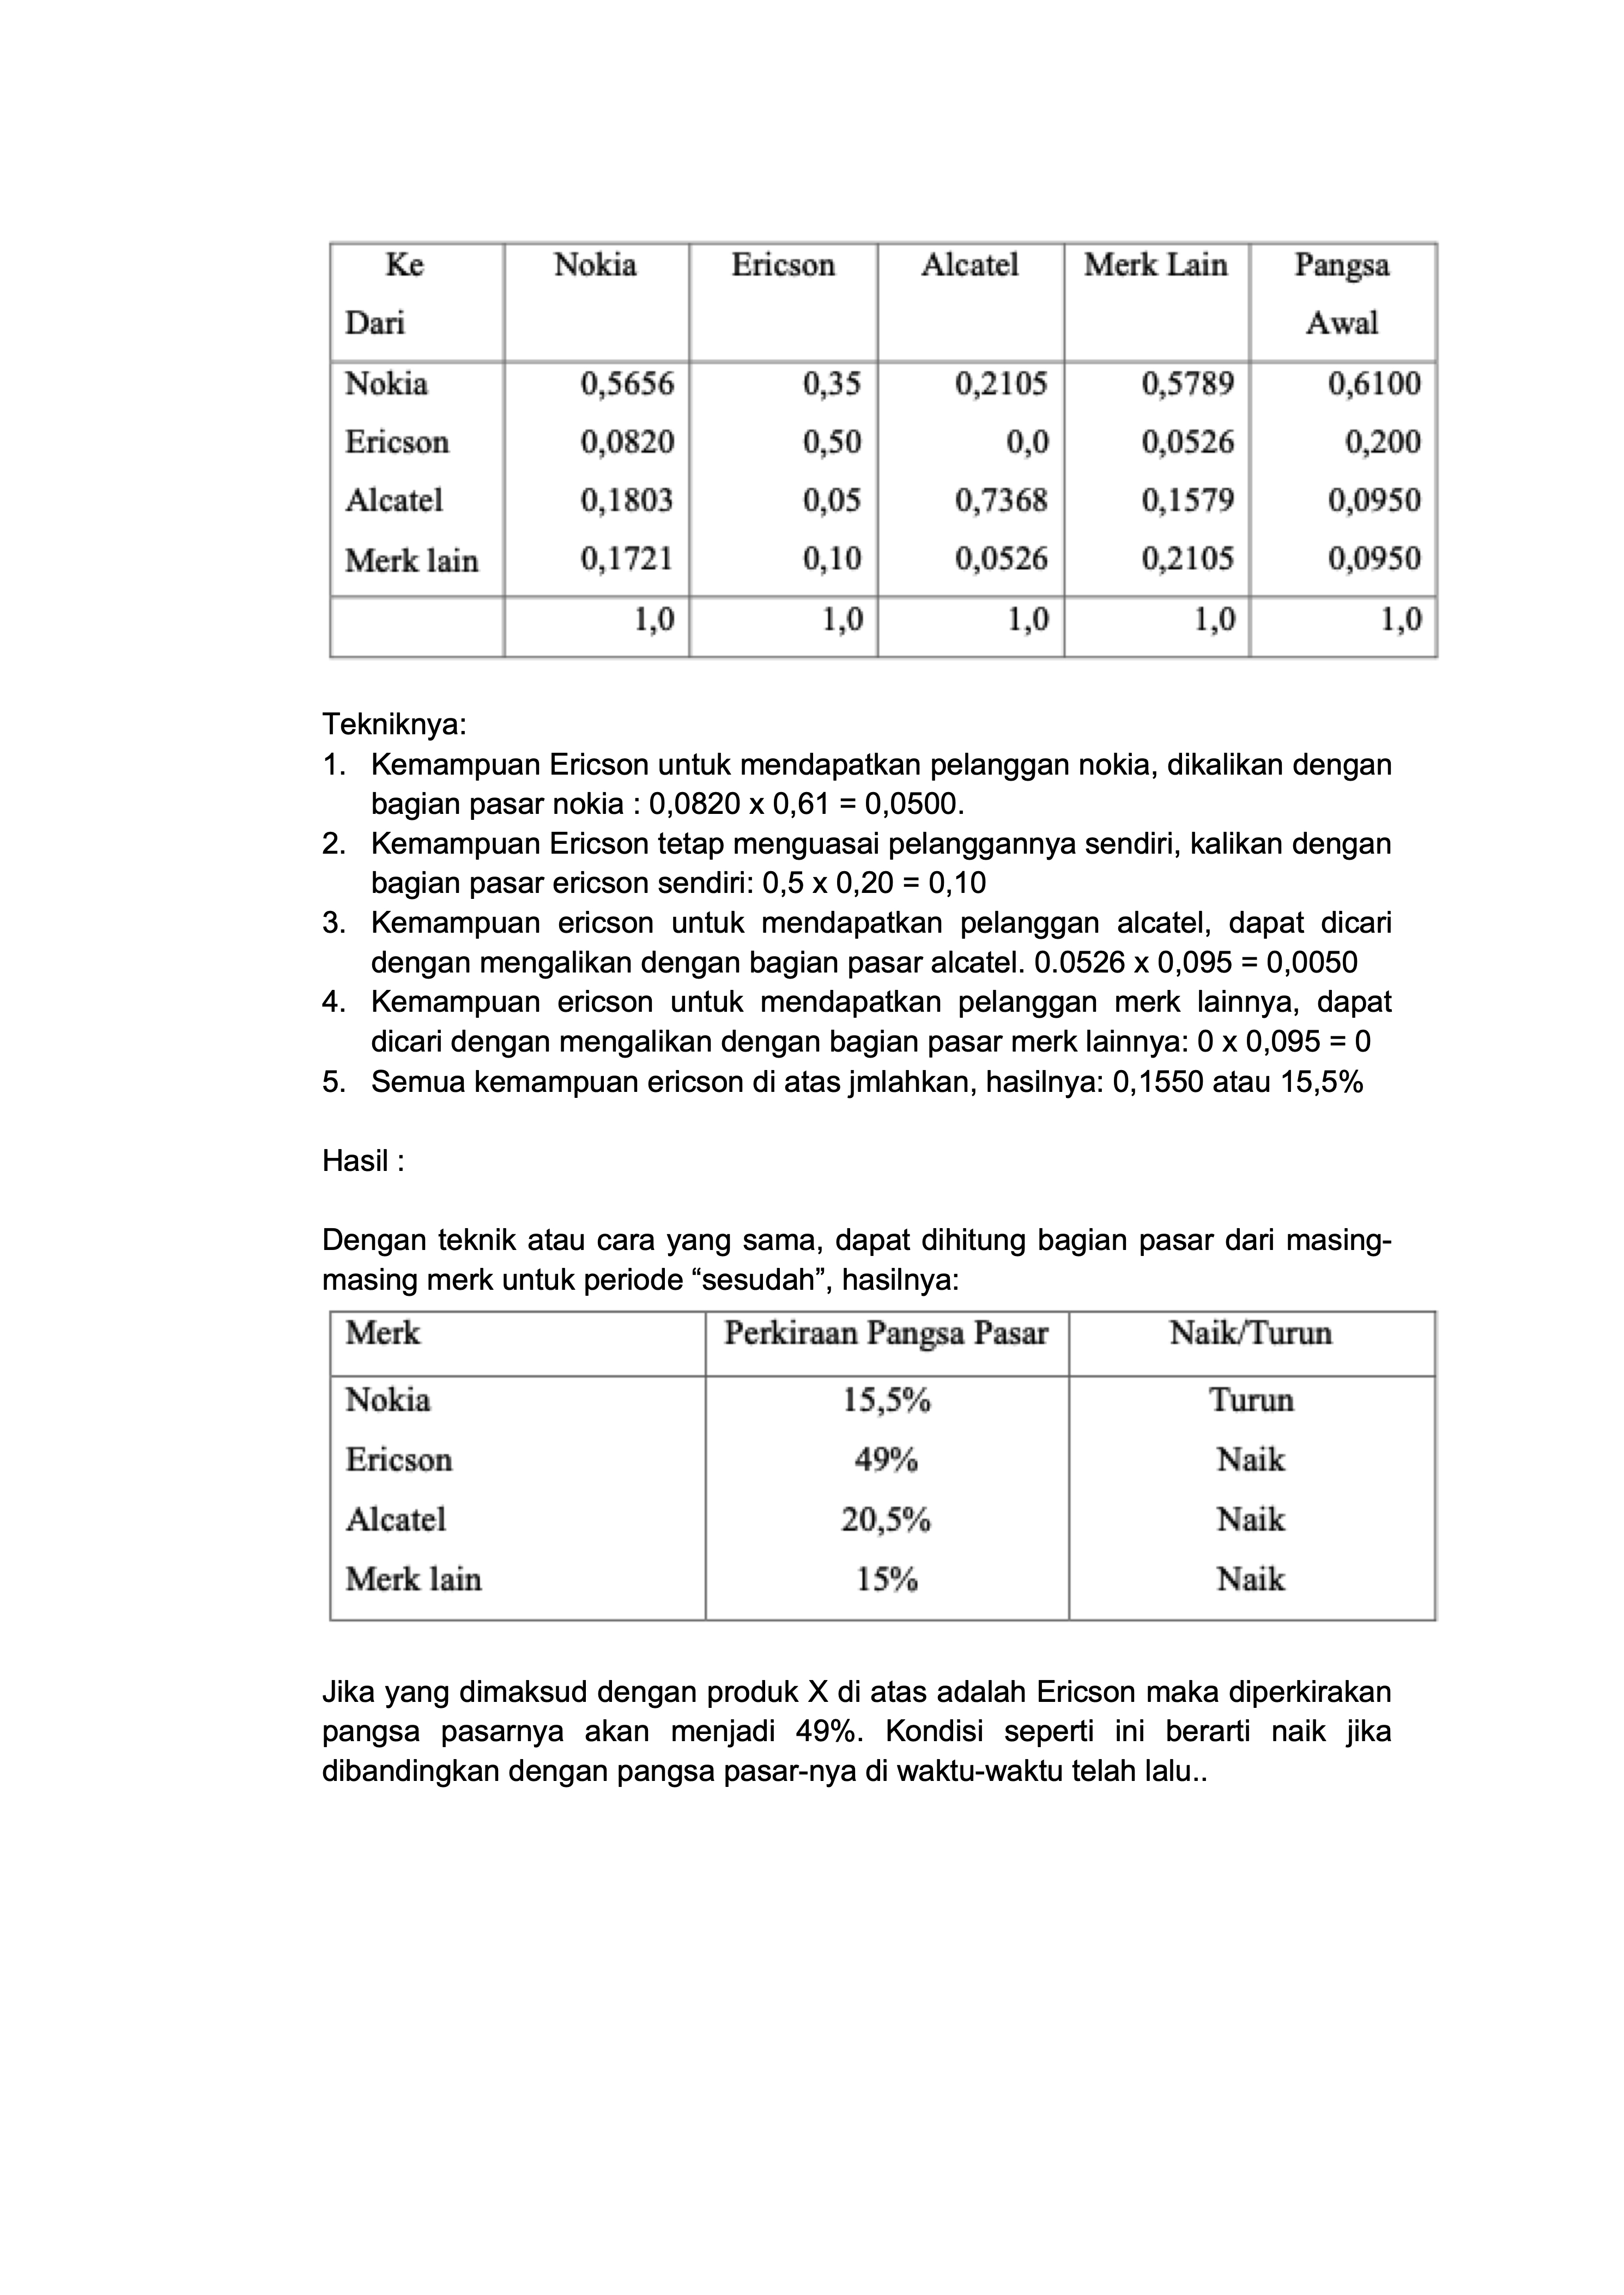 Ke Nokia Ericson Alcatel Merk Lain Pangsa
Dari Awal
Nokia 0,5656 0,35 0,2105 0,5789 0,6100
Ericson 0,0820 0,50 0,0 0,0526 0,200
Alcatel 0,1803 0,05 0,7368 0,1579 0,0950
Merk lain 0,1721 0,10 0,0526 0,2105 0,0950
1,0 1,0 1,0 1,0 1,0
Tekniknya:
1. Kemampuan Ericson untuk mendapatkan pelanggan nokia, dikalikan dengan
bagian pasar nokia : 0,0820 x 0,61 = 0,0500.
2. Kemampuan Ericson tetap menguasai pelanggannya sendiri, kalikan dengan
bagian pasar ericson sendiri: 0,5 x 0,20 = 0,10
3. Kemampuan ericson untuk mendapatkan pelanggan alcatel, dapat dicari
dengan mengalikan dengan bagian pasar alcatel. 0.0526 x 0,095 = 0,0050
4. Kemampuan ericson untuk mendapatkan pelanggan merk lainnya, dapat
dicari dengan mengalikan dengan bagian pasar merk lainnya: 0 x 0,095 = 0
5. Semua kemampuan ericson di atas jmlahkan, hasilnya: 0,1550 atau 15,5%
Hasil :
Dengan teknik atau cara yang sama, dapat dihitung bagian pasar dari masing-
masing merk untuk periode “sesudah”, hasilnya:
Merk Perkiraan Pangsa Pasar Naik/Turun
Nokia 15,5% Turun
Ericson 49% Naik
Alcatel 20,5% Naik
Merk lain 15% Naik
Jika yang dimaksud dengan produk X di atas adalah Ericson maka diperkirakan
pangsa pasarnya akan menjadi 49%. Kondisi seperti ini berarti naik jika
dibandingkan dengan pangsa pasar-nya di waktu-waktu telah lalu..